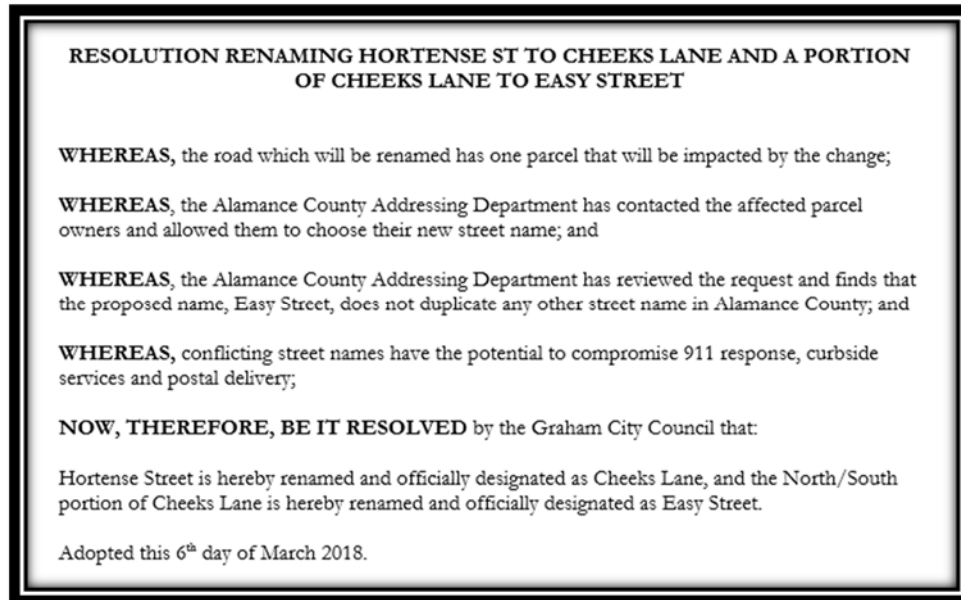 RESOLUTION RENAMING HORTENSE ST TO CHEEKS LANE AND A PORTION
OF CHEEKS LANE TO EASY STREET
WHEREAS, the road which will be renamed has one parcel that will be impacted by the change;
WHEREAS, the Alamance County Addressing Department has contacted the affected parcel
owners and allowed them to choose their new street name; and
WHEREAS, the Alamance County Addressing Department has reviewed the request and finds that
the proposed name, Easy Street, does not duplicate any other street name in Alamance County; and
WHEREAS, conflicting street names have the potential to compromise 911 response, curbside
services and postal delivery;
NOW, THEREFORE, BE IT RESOLVED by the Graham City Council that:
Hortense Street is hereby renamed and officially designated as Cheeks Lane, and the North/South
portion of Cheeks Lane is hereby renamed and officially designated as Easy Street.
Adopted this 6th day of March 2018.